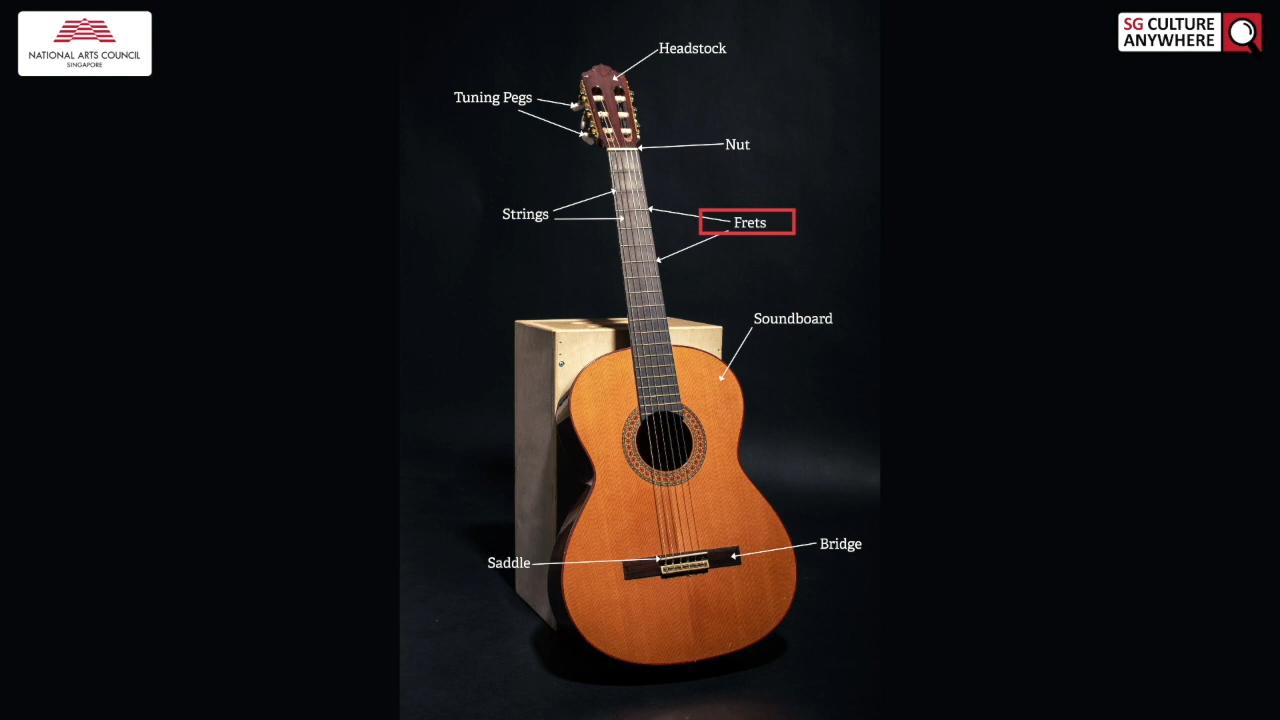 NATIONAL ARTS COUNCIL
SINGAPORE
SG CULTURE
ANYWHERE
Headstock
Tuning Pegs
Nut
Strings
Frets
Soundboard
Saddle
Bridge